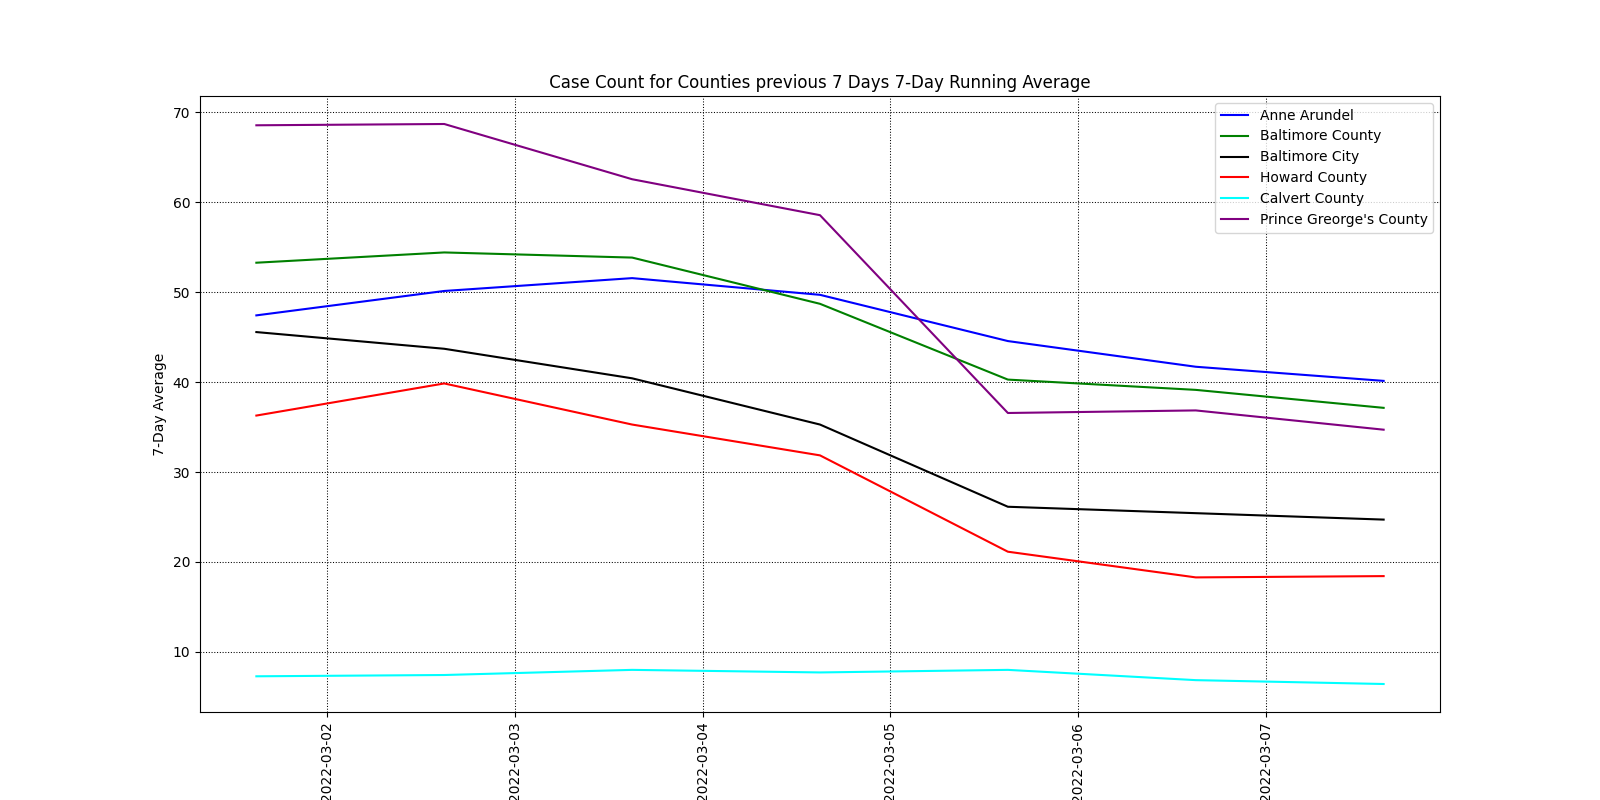 Case Count for Counties previous 7 Days 7-Day Running Average
70
60
50
40
30
20
10
7-Day Average
Anne Arundel
Baltimore County
Baltimore City
Howard County
Calvert County
Prince Greorge's County
2022-03-02
2022-03-03
2022-03-04
2022-03-05
2022-03-06
2022-03-07